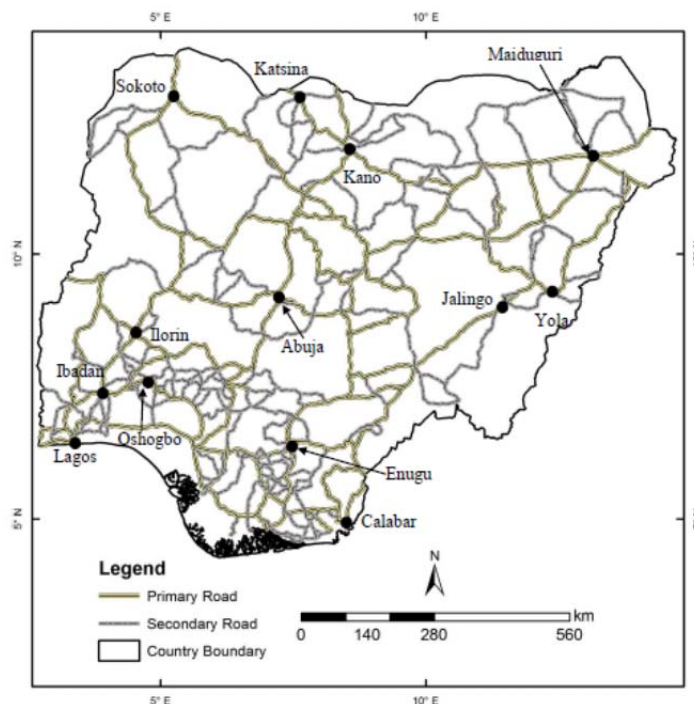 5° E 10° E
Maiduguri
Katsina
Sokoto
Kano
10° N
Jalingo
Yola
Abuja
Ilorin
Ibadan
Oshogbo
Lagos
Enugu
5° N
Calabar
N
Legend
Primary Road
Secondary Road
Country Boundary
km
0 140 280 560
5° E 10° E